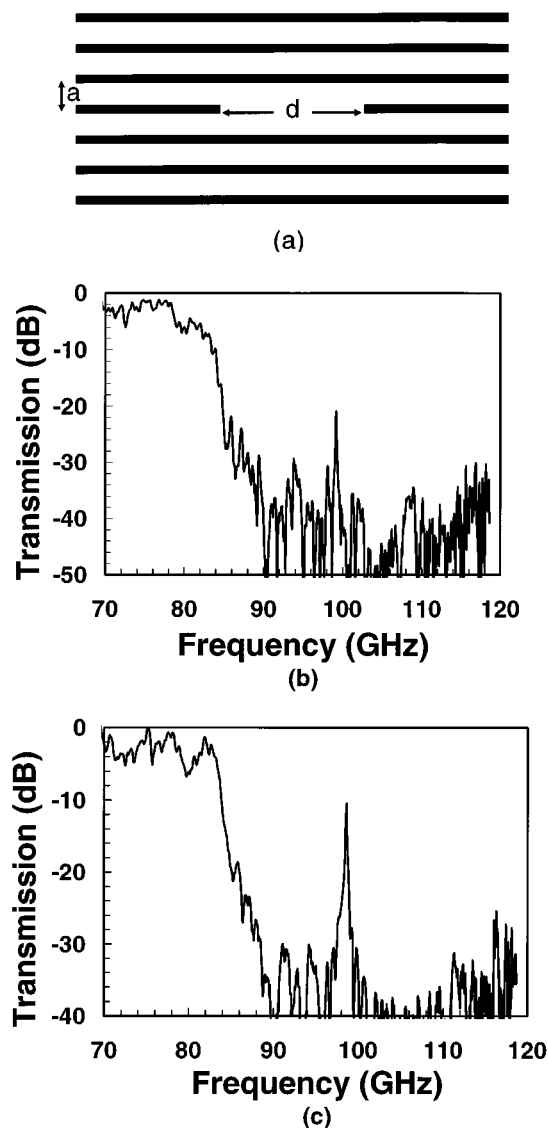 a
d
(a)
Transmission (dB)
0
-10
-20
-30
-40
-50
70 80 90 100 110 120
Frequency (GHz)
(b)
Transmission (dB)
0
-10
-20
-30
-40
70 80 90 100 110 120
Frequency (GHz)
(c)